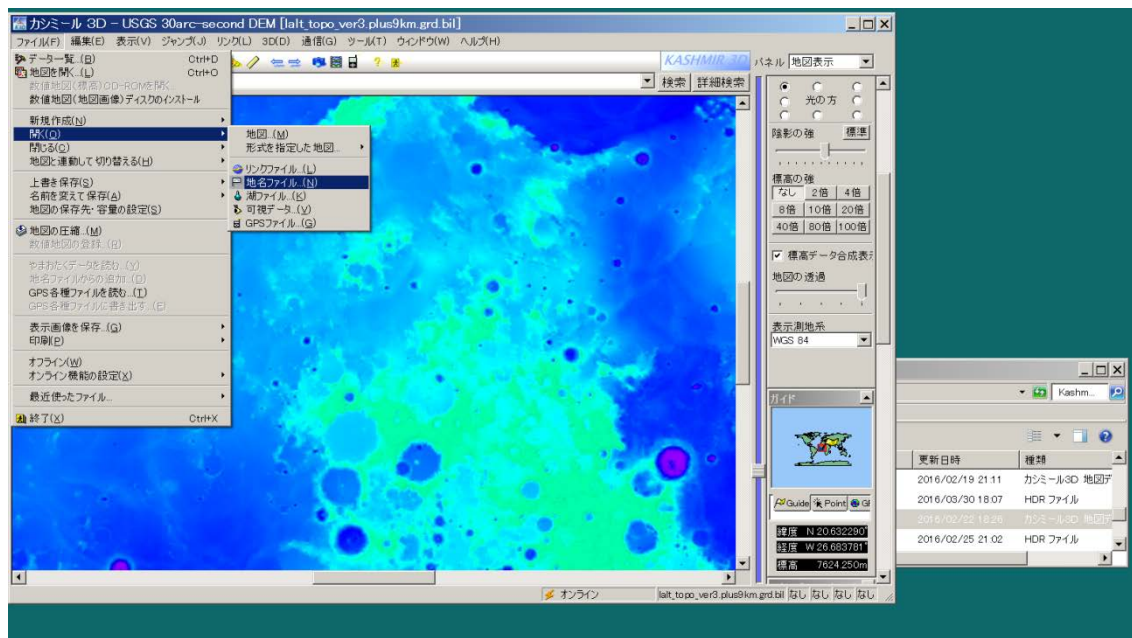 カシミール 3D - USGS 30arc-second DEM [lalt_topo_ver3.plus9km.grd.bil]
ファイル(F) 編集(E) 表示(V) ジャンプ(J) リンク(L) 3D(D) 通信(G) ツール(T) ウィンドウ(W) ヘルプ(H)
データ一覧...(B) Ctrl+D
地図を開く...(L) Ctrl+O
数値地図(標高)CD-ROMを開く
数値地図(地図画像)ディスクのインストール
新規作成(N)
開く(O)
閉じる(C)
地図と連動して切り替える(H)
上書き保存(S)
名前を変えて保存(A)
地図の保存先・容量の設定(S)
地図の圧縮...(M)
数値地図の登録...(R)
やまおたくデータを読む...(Y)
地名ファイルからの追加...(D)
GPS各種ファイルを読む...(T)
GPS各種ファイルに書き出す...(E)
表示画像を保存...(G)
印刷(P)
オフライン(W)
オンライン機能の設定(X)
最近使ったファイル...
終了(X) Ctrl+X
地図...(M)
形式を指定した地図...
リンクファイル...(L)
地名ファイル...(N)
湖ファイル...(K)
可視データ...(V)
GPSファイル...(G)
KASHMIR 3D
検索 詳細検索
パネル 地図表示
光の方
陰影の強 標準
標高の強
なし 2倍 4倍
8倍 10倍 20倍
40倍 80倍 100倍
標高データ合成表示
地図の透過
表示測地系
WGS 84
ガイド
Guide Point Gl
緯度 N 20.632290°
経度 W 26.683781°
標高 7624.250m
オンライン lalt_topo_ver3.plus9km.grd.bil なし なし なし なし
Kashm...
更新日時 種類
2016/02/19 21:11 カシミール3D 地図デ
2016/03/30 18:07 HDR ファイル
2016/02/22 18:26 カシミール3D 地図デ
2016/02/25 21:02 HDR ファイル